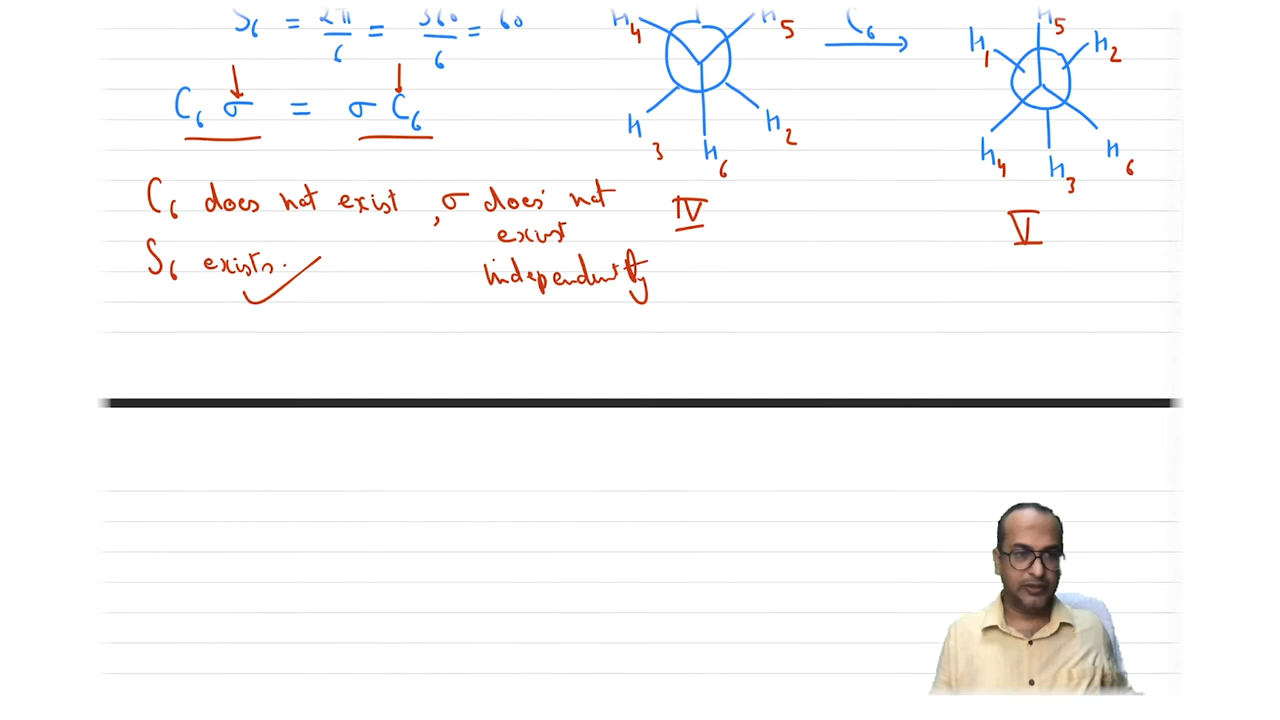 S₆ = 2π/6 = 360/6 = 60
C₆ σ = σ C₆
C₆ does not exist, σ does not
exist
independently
S₆ exists.
H₄ H₅
H₃ H₂
H₆
IV
C₆
H₅
H₁ H₂
H₄ H₆
H₃
V